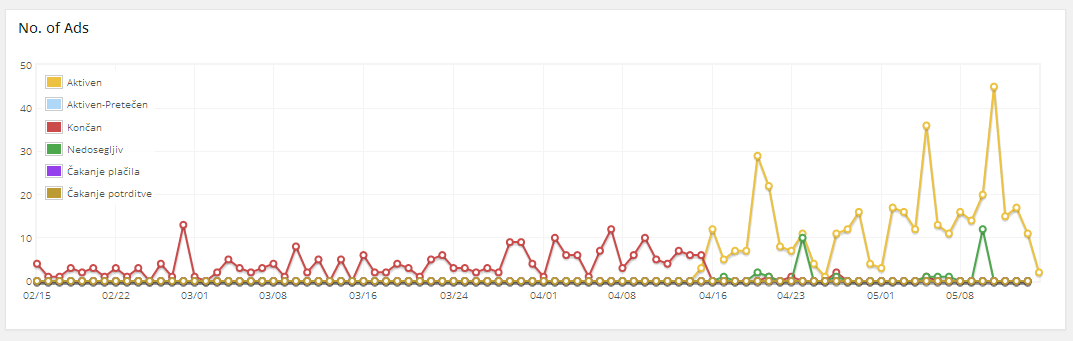 No. of Ads
50
40
30
20
10
0
Aktiven
Aktiven-Pretečen
Končan
Nedosegljiv
Čakanje plačila
Čakanje potrditve
02/15 02/22 03/01 03/08 03/16 03/24 04/01 04/08 04/16 04/23 05/01 05/08